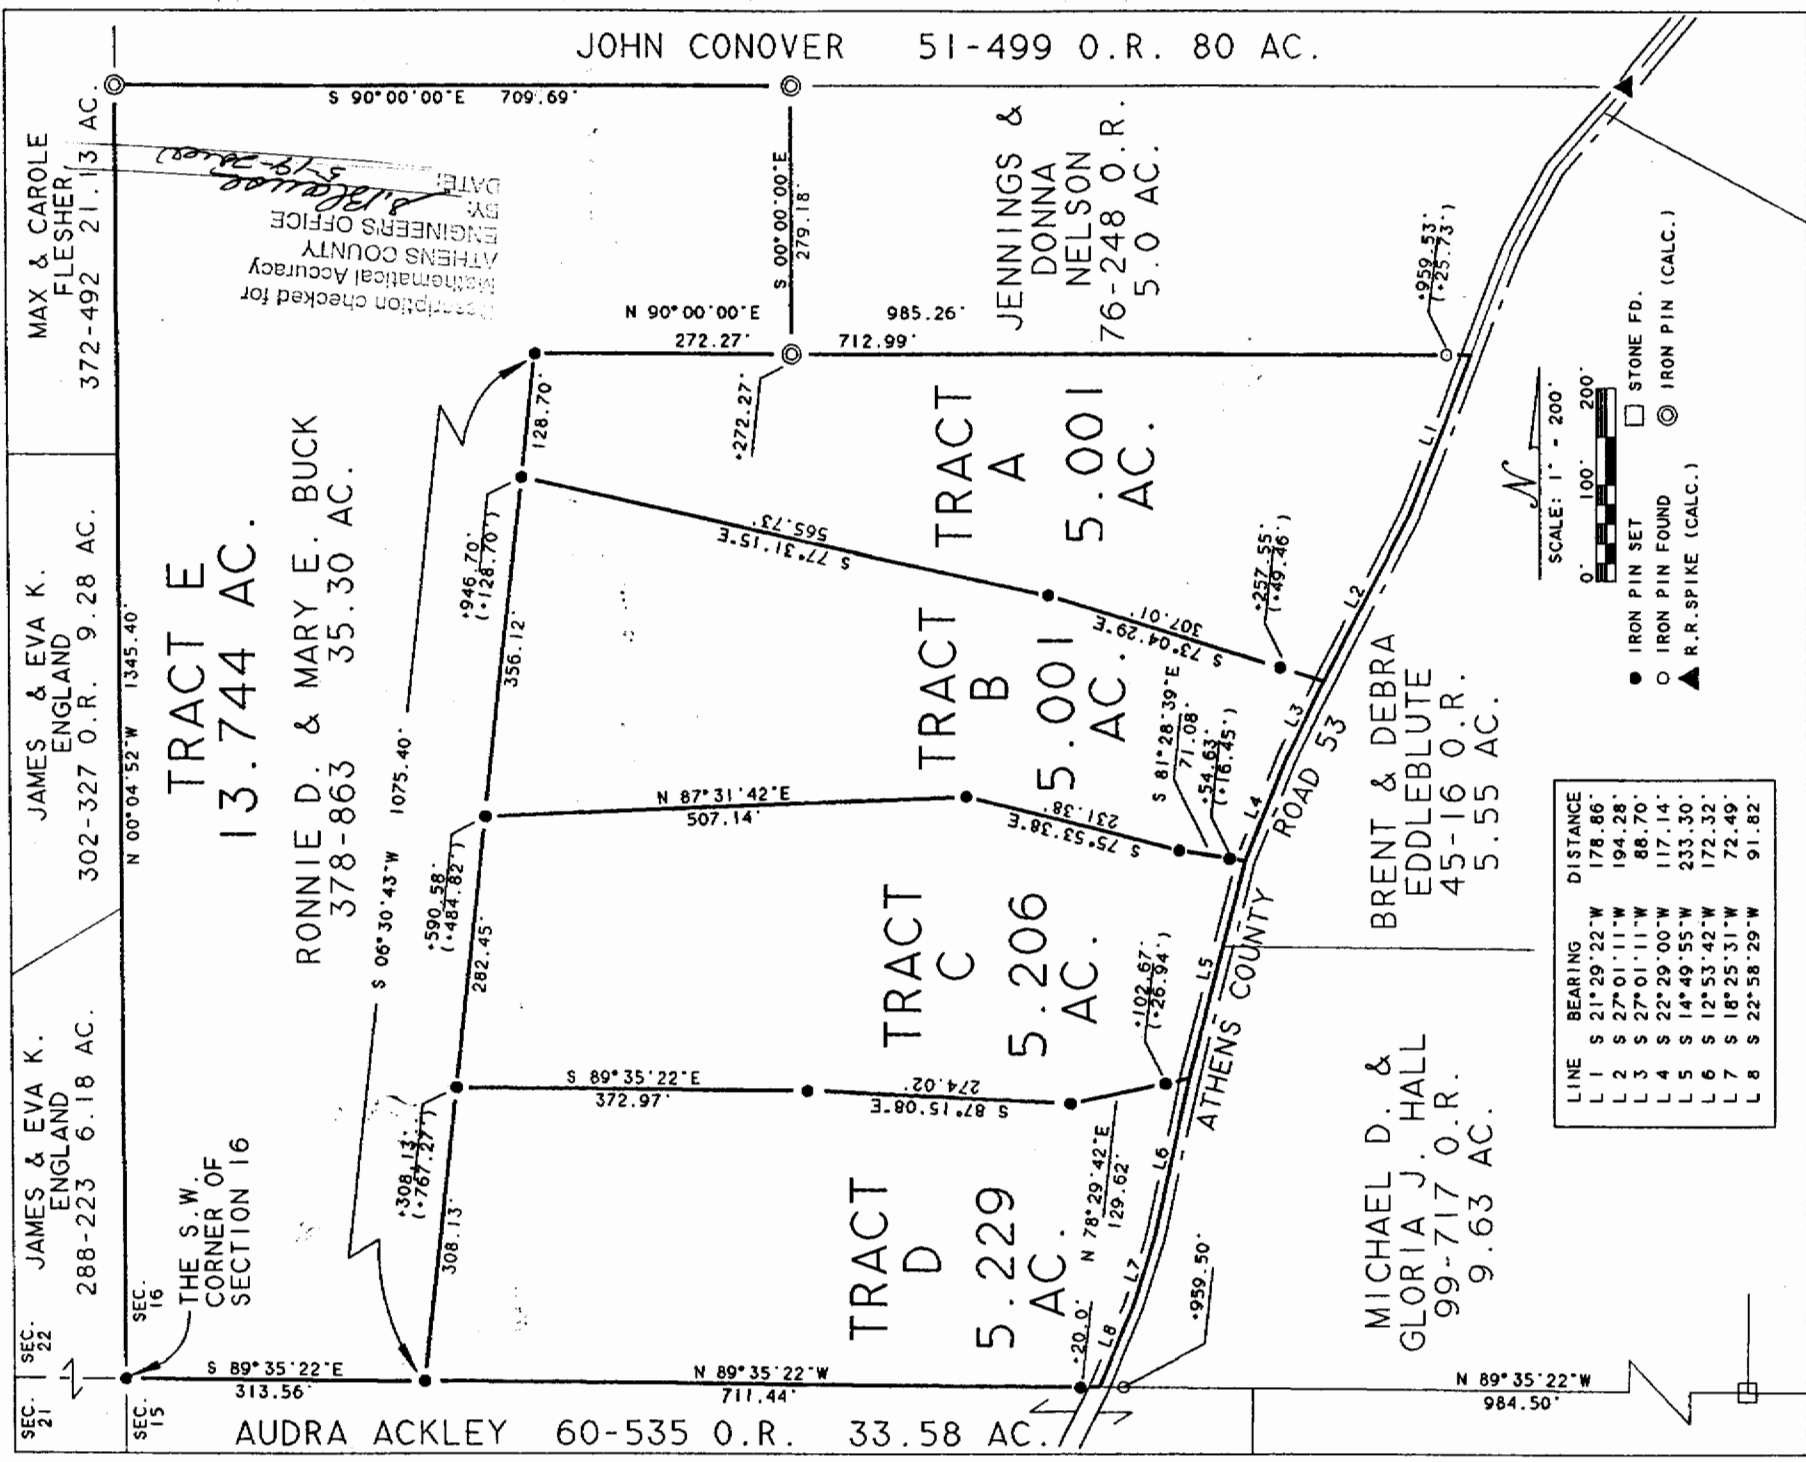 JOHN CONOVER 51-499 O.R. 80 AC.
S 90°00'00"E 709.69'
MAX & CAROLE
FLESHER
372-492 21.13 AC.
JAMES & EVA K.
ENGLAND
302-327 O.R. 9.28 AC.
JAMES & EVA K.
ENGLAND
288-223 6.18 AC.
SEC. 21
SEC. 22
SEC. 15
SEC. 16
N 00°04'52"W 1345.40'
THE S.W.
CORNER OF
SECTION 16
checked for
Mathematical Accuracy
ATHENS COUNTY
ENGINEER'S OFFICE
BY:
DATE:
TRACT E
13.744 AC.
RONNIE D. & MARY E. BUCK
378-863 35.30 AC.
S 06°30'43"W 1075.40'
S 00°00'00"E
279.18'
N 90°00'00"E
272.27'
985.26'
712.99'
+272.27'
JENNINGS &
DONNA
NELSON
76-248 O.R.
5.0 AC.
+959.53'
(+25.73')
128.70'
+946.70'
(+128.70')
356.12'
+590.58'
(+484.82')
282.45'
+308.13'
(+767.27')
308.13'
TRACT
A
5.001
AC.
S 77°31'15"E
565.73'
S 73°04'29"E
307.01'
+257.55'
(+49.46')
TRACT
B
5.001
AC.
N 87°31'42"E
507.14'
S 75°53'38"E
231.38'
S 81°28'39"E
71.08'
+54.63'
(+16.45')
TRACT
C
5.206
AC.
S 89°35'22"E
372.97'
S 87°15'08"E
274.02'
N 78°29'42"E
129.62'
+102.67'
(+26.94')
TRACT
D
5.229
AC.
S 89°35'22"E
313.56'
N 89°35'22"W
711.44'
+20.0'
+959.50'
N 89°35'22"W
984.50'
AUDRA ACKLEY 60-535 O.R. 33.58 AC.
L1
L2
L3
L4
L5
L6
L7
L8
ATHENS COUNTY ROAD 53
BRENT & DEBRA
EDDLEBLUTE
45-16 O.R.
5.55 AC.
MICHAEL D. &
GLORIA J. HALL
99-717 O.R.
9.63 AC.
N
SCALE: 1" - 200'
0' 100' 200'
● IRON PIN SET □ STONE FD.
○ IRON PIN FOUND ◎ IRON PIN (CALC.)
▲ R.R.SPIKE (CALC.)
LINE BEARING DISTANCE
L 1 S 21°29'22"W 178.86'
L 2 S 27°01'11"W 194.28'
L 3 S 27°01'11"W 88.70'
L 4 S 22°29'00"W 117.14'
L 5 S 14°49'55"W 233.30'
L 6 S 12°53'42"W 172.32'
L 7 S 18°25'31"W 72.49'
L 8 S 22°58'29"W 91.82'